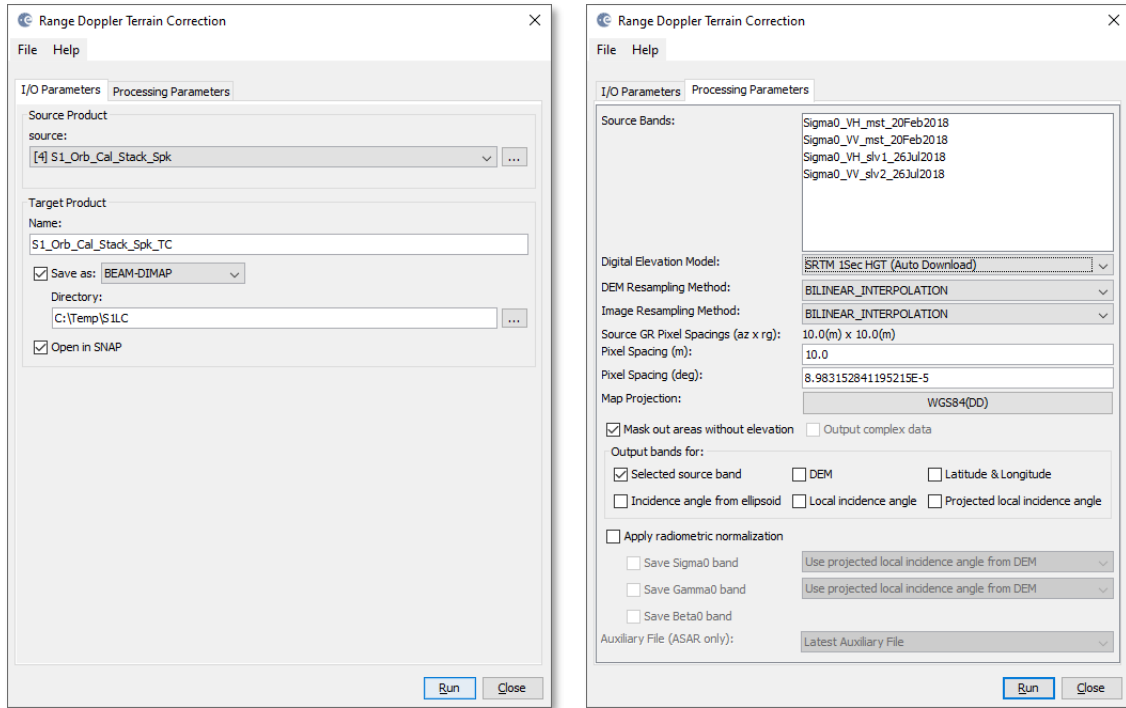 Range Doppler Terrain Correction
File Help
I/O Parameters Processing Parameters
Source Product
source:
[4] S1_Orb_Cal_Stack_Spk
...
Target Product
Name:
S1_Orb_Cal_Stack_Spk_TC
Save as: BEAM-DIMAP
Directory:
C:\Temp\S1LC
...
Open in SNAP
Run Close
Range Doppler Terrain Correction
File Help
I/O Parameters Processing Parameters
Source Bands:
Sigma0_VH_mst_20Feb2018
Sigma0_VV_mst_20Feb2018
Sigma0_VH_slv1_26Jul2018
Sigma0_VV_slv2_26Jul2018
Digital Elevation Model: SRTM 1Sec HGT (Auto Download)
DEM Resampling Method: BILINEAR_INTERPOLATION
Image Resampling Method: BILINEAR_INTERPOLATION
Source GR Pixel Spacings (az x rg): 10.0(m) x 10.0(m)
Pixel Spacing (m): 10.0
Pixel Spacing (deg): 8.983152841195215E-5
Map Projection: WGS84(DD)
Mask out areas without elevation Output complex data
Output bands for:
Selected source band DEM Latitude & Longitude
Incidence angle from ellipsoid Local incidence angle Projected local incidence angle
Apply radiometric normalization
Save Sigma0 band Use projected local incidence angle from DEM
Save Gamma0 band Use projected local incidence angle from DEM
Save Beta0 band
Auxiliary File (ASAR only): Latest Auxiliary File
Run Close